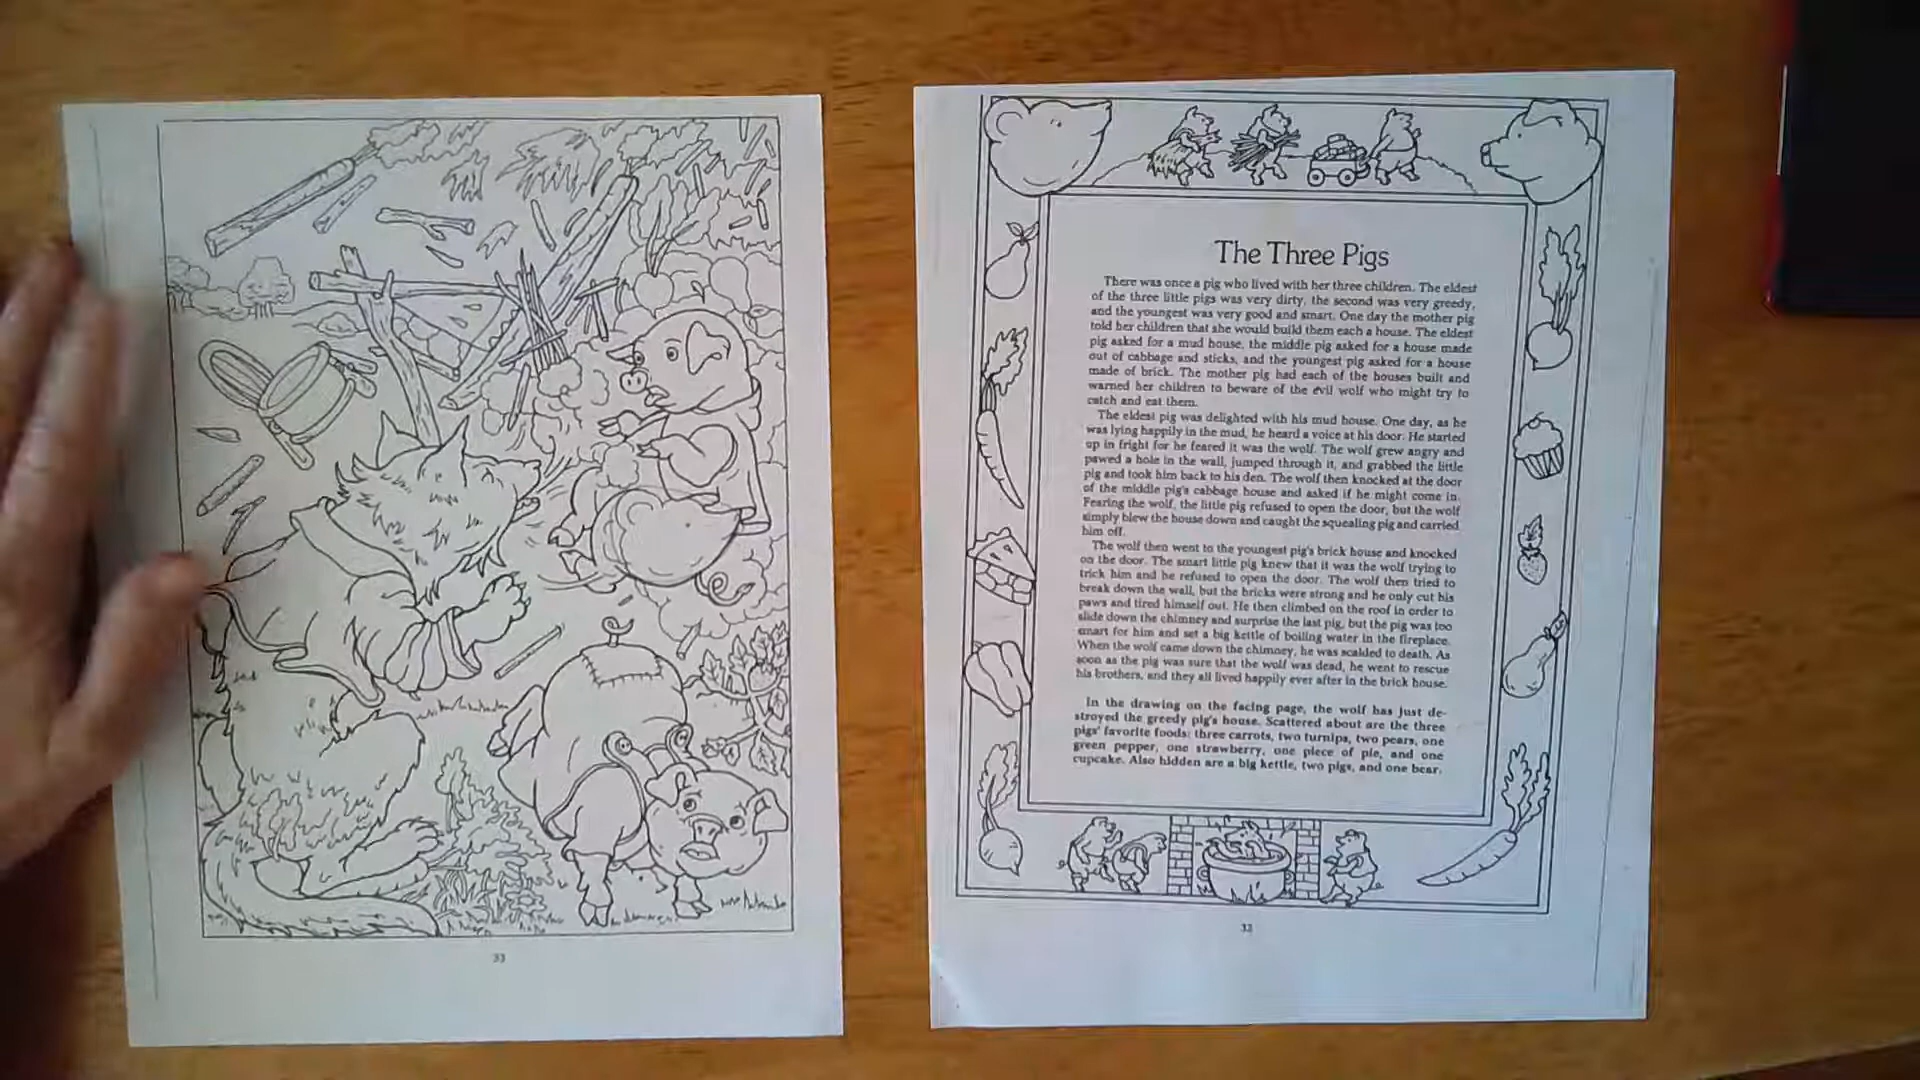 33
The Three Pigs
There was once a pig who lived with her three children. The eldest
of the three little pigs was very dirty, the second was very greedy,
and the youngest was very good and smart. One day the mother pig
told her children that she would build them each a house. The eldest
pig asked for a mud house, the middle pig asked for a house made
out of cabbage and sticks, and the youngest pig asked for a house
made of brick. The mother pig had each of the houses built and
warned her children to beware of the evil wolf who might try to
catch and eat them.
The eldest pig was delighted with his mud house. One day, as he
was lying happily in the mud, he heard a voice at his door. He started
up in fright for he feared it was the wolf. The wolf grew angry and
pawed a hole in the wall, jumped through it, and grabbed the little
pig and took him back to his den. The wolf then knocked at the door
of the middle pig's cabbage house and asked if he might come in.
Fearing the wolf, the little pig refused to open the door, but the wolf
simply blew the house down and caught the squealing pig and carried
him off.
The wolf then went to the youngest pig's brick house and knocked
on the door. The smart little pig knew that it was the wolf trying to
trick him and he refused to open the door. The wolf then tried to
break down the wall, but the bricks were strong and he only cut his
paws and tired himself out. He then climbed on the roof in order to
slide down the chimney and surprise the last pig, but the pig was too
smart for him and set a big kettle of boiling water in the fireplace.
When the wolf came down the chimney, he was scalded to death. As
soon as the pig was sure that the wolf was dead, he went to rescue
his brothers, and they all lived happily ever after in the brick house.
In the drawing on the facing page, the wolf has just de-
stroyed the greedy pig's house. Scattered about are the three
pigs' favorite foods: three carrots, two turnips, two pears, one
green pepper, one strawberry, one piece of pie, and one
cupcake. Also hidden are a big kettle, two pigs, and one bear.
32